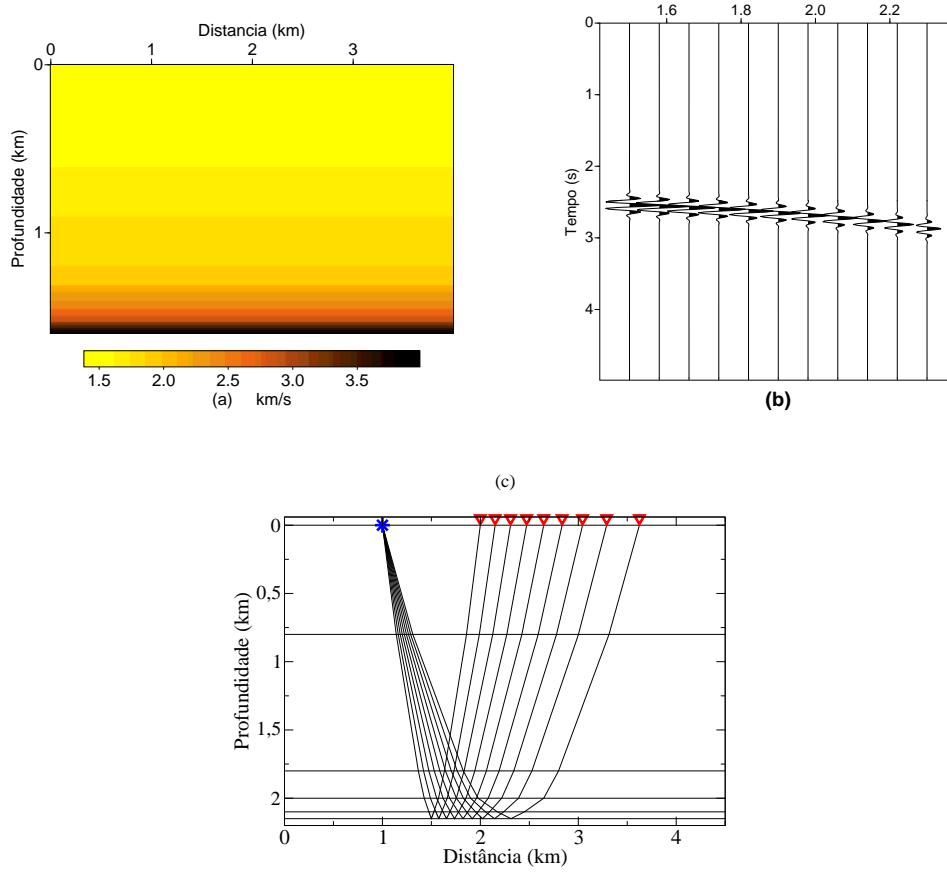 Distancia (km)
0 1 2 3
0
1
Profundidade (km)
1.5 2.0 2.5 3.0 3.5
(a) km/s
1.6 1.8 2.0 2.2
0
1
2
3
4
Tempo (s)
(b)
(c)
0
0,5
1
1,5
2
Profundidade (km)
0 1 2 3 4
Distância (km)